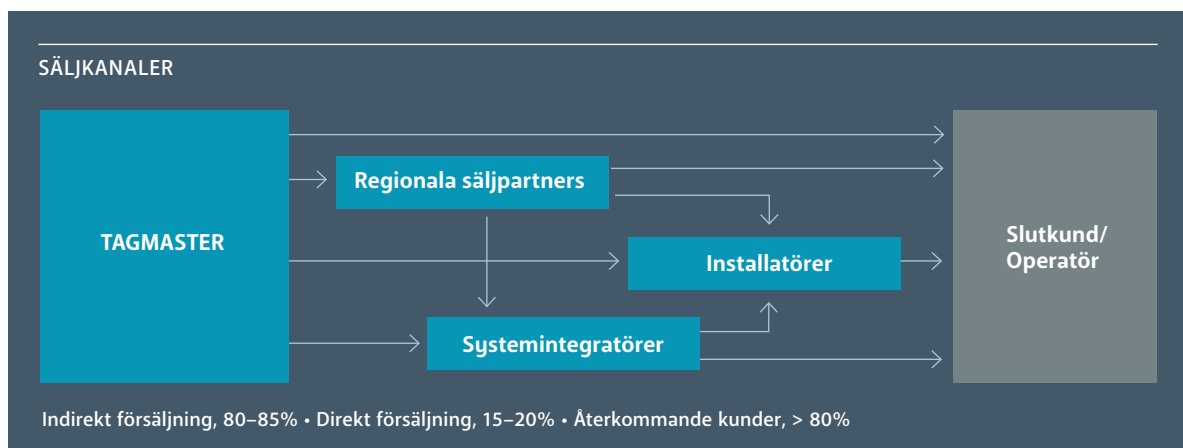 SÄLJKANALER
Regionala säljpartners
TAGMASTER
Installatörer
Slutkund/
Operatör
Systemintegratörer
Indirekt försäljning, 80–85% • Direkt försäljning, 15–20% • Återkommande kunder, > 80%